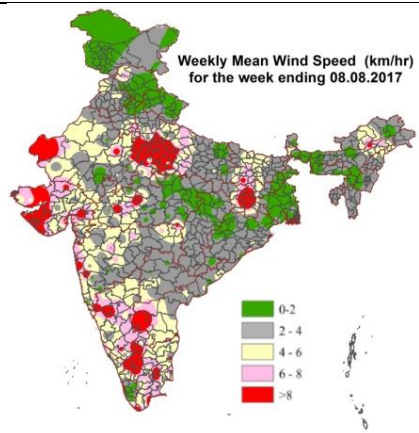 Weekly Mean Wind Speed (km/hr)
for the week ending 08.08.2017
0-2
2 - 4
4 - 6
6 - 8
>8